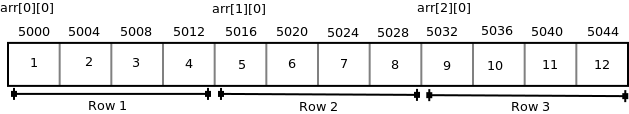 arr[0][0] arr[1][0] arr[2][0]
5000 5004 5008 5012 5016 5020 5024 5028 5032 5036 5040 5044
1 2 3 4 5 6 7 8 9 10 11 12
Row 1 Row 2 Row 3